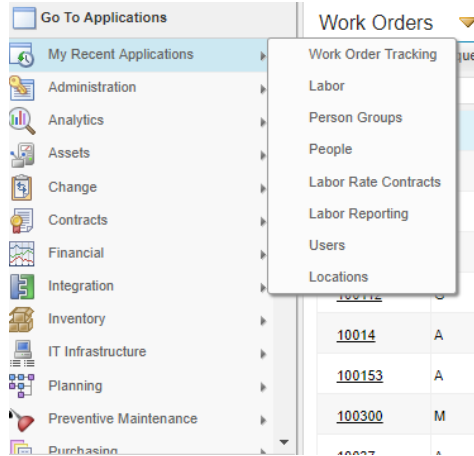 Go To Applications
My Recent Applications
Administration
Analytics
Assets
Change
Contracts
Financial
Integration
Inventory
IT Infrastructure
Planning
Preventive Maintenance
Purchasing
Work Order Tracking
Labor
Person Groups
People
Labor Rate Contracts
Labor Reporting
Users
Locations
Work Orders
10014 A
100153 A
100300 M